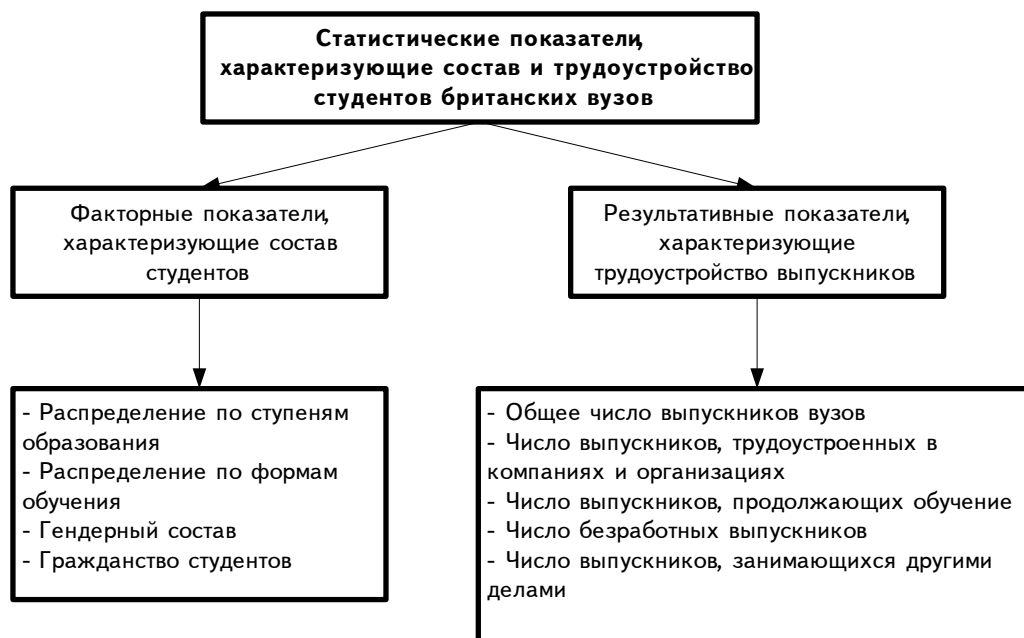 Статистические показатели,
характеризующие состав и трудоустройство
студентов британских вузов
Факторные показатели,
характеризующие состав
студентов
Результативные показатели,
характеризующие
трудоустройство выпускников
- Распределение по ступеням
образования
- Распределение по формам
обучения
- Гендерный состав
- Гражданство студентов
- Общее число выпускников вузов
- Число выпускников, трудоустроенных в
компаниях и организациях
- Число выпускников, продолжающих обучение
- Число безработных выпускников
- Число выпускников, занимающихся другими
делами